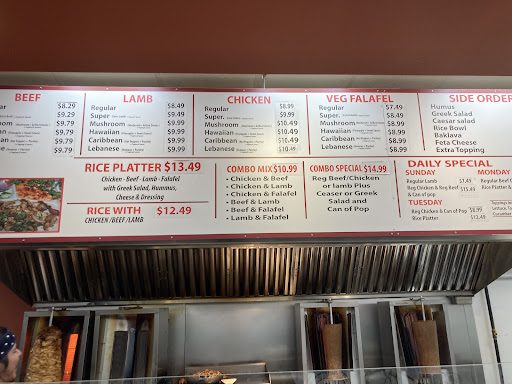 BEEF
$8.29
$9.29
$9.79
$9.79
$9.79
$9.79
LAMB
Regular $8.49
Super. $9.49
Mushroom $9.99
Hawaiian $9.99
Caribbean $9.99
Lebanese $9.99
CHICKEN
Regular $8.99
Super. $9.99
Mushroom $10.49
Hawaiian $10.49
Caribbean $10.49
Lebanese $10.49
VEG FALAFEL
Regular $7.49
Super. $8.49
Mushroom $8.99
Hawaiian $8.99
Caribbean $8.99
Lebanese $8.99
SIDE ORDER
Humus
Greek Salad
Caesar salad
Rice Bowl
Baklava
Feta Cheese
Extra Topping
RICE PLATTER $13.49
Chicken - Beef - Lamb - Falafel
with Greek Salad, Hummus,
Cheese & Dressing
RICE WITH $12.49
CHICKEN /BEEF /LAMB
COMBO MIX $10.99
• Chicken & Beef
• Chicken & Lamb
• Chicken & Falafel
• Beef & Lamb
• Beef & Falafel
• Lamb & Falafel
COMBO SPECIAL $14.99
Reg Beef/Chicken
or lamb Plus
Ceaser or Greek
Salad and
Can of Pop
DAILY SPECIAL
SUNDAY
Regular Lamb $7.49
Reg Chicken & Reg Beef $15.49
& Can of pop
TUESDAY
Reg Chicken & Can of Pop $8.99
Rice Platter $12.49
MONDAY
Regular Beef
Rice Platter &